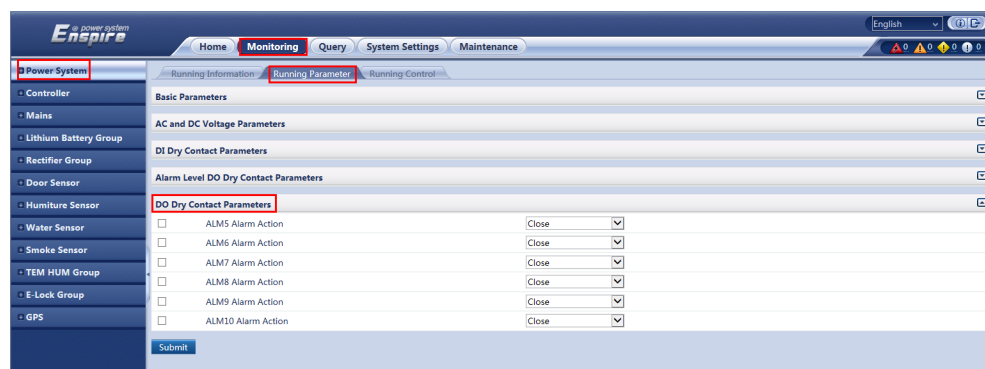 e power system
Enspire
English
Home Monitoring Query System Settings Maintenance
0 0 0 0
Power System
Running Information Running Parameter Running Control
Controller
Basic Parameters
Mains
AC and DC Voltage Parameters
Lithium Battery Group
DI Dry Contact Parameters
Rectifier Group
Door Sensor
Alarm Level DO Dry Contact Parameters
Humiture Sensor
DO Dry Contact Parameters
Water Sensor
ALM5 Alarm Action Close
Smoke Sensor
ALM6 Alarm Action Close
ALM7 Alarm Action Close
TEM HUM Group
ALM8 Alarm Action Close
E-Lock Group
ALM9 Alarm Action Close
GPS
ALM10 Alarm Action Close
Submit